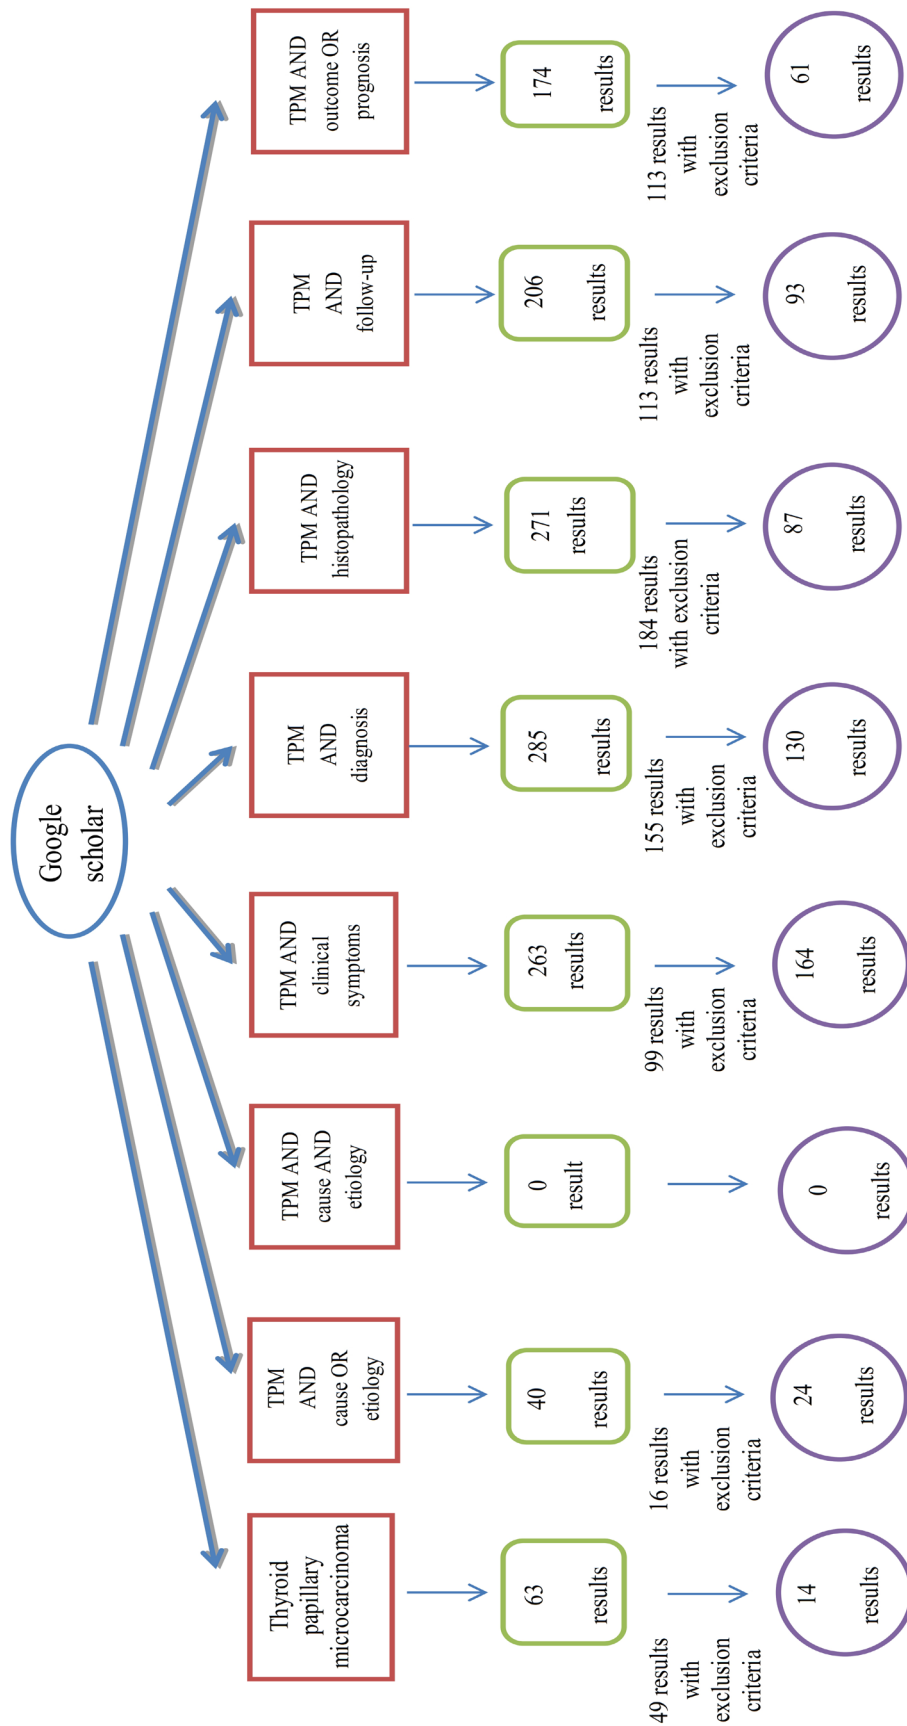 Google
scholar
Thyroid
papillary
microcarcinoma
TPM
AND
cause OR
etiology
TPM AND
cause AND
etiology
TPM AND
clinical
symptoms
TPM
AND
diagnosis
TPM AND
histopathology
TPM
AND
follow-up
TPM AND
outcome OR
prognosis
63
results
40
results
0
result
263
results
285
results
271
results
206
results
174
results
49 results
with
exclusion
criteria
16 results
with
exclusion
criteria
99 results
with
exclusion
criteria
155 results
with
exclusion
criteria
184 results
with exclusion
criteria
113 results
with
exclusion
criteria
113 results
with
exclusion
criteria
14
results
24
results
0
results
164
results
130
results
87
results
93
results
61
results